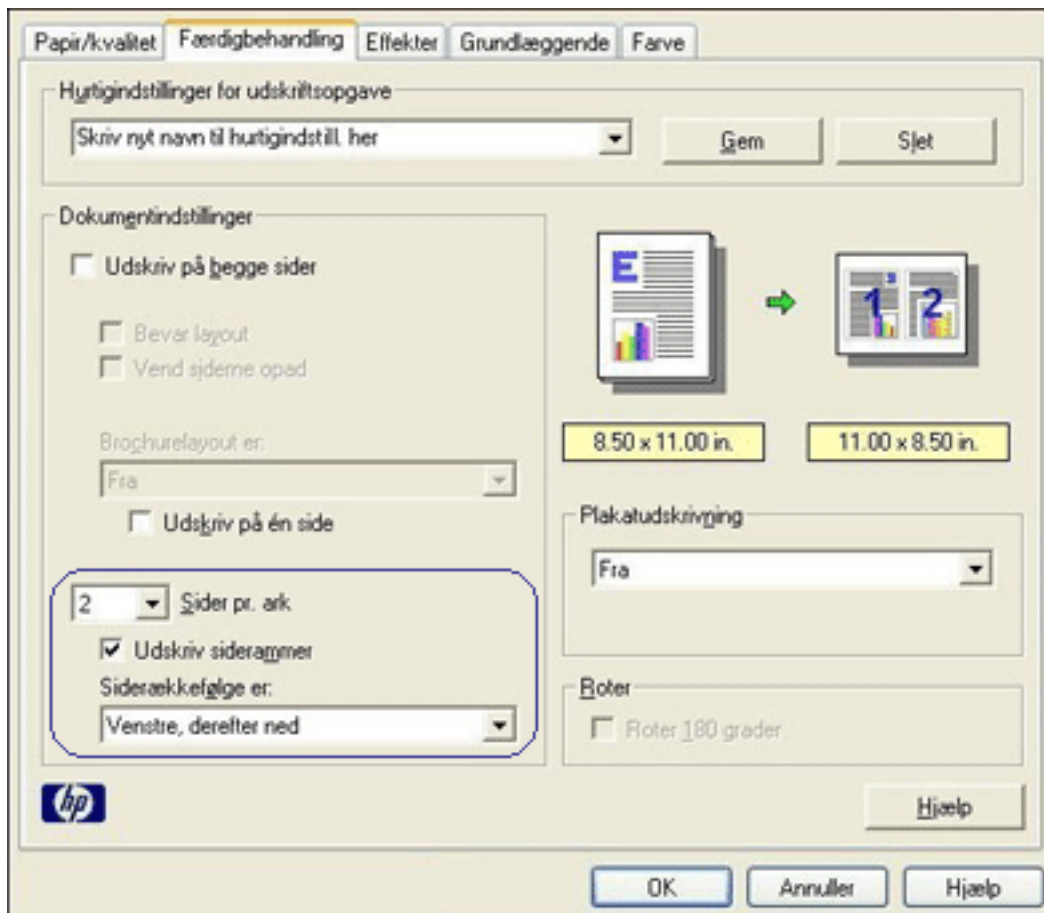 Papir/kvalitet Færdigbehandling Effekter Grundlæggende Farve
Hurtigindstillinger for udskriftsopgave
Skriv nyt navn til hurtigindstill. her Gem Slet
Dokumentindstillinger
Udskriv på begge sider
Bevar layout
Vend siderne opad
Brochurelayout er:
Fra
Udskriv på én side
2 Sider pr. ark
Udskriv siderammer
Siderækkefølge er:
Venstre, derefter ned
E
1 2
8.50 x 11.00 in. 11.00 x 8.50 in.
Plakatudskrivning
Fra
Roter
Roter 180 grader
hp
Hjælp
OK Annuller Hjælp